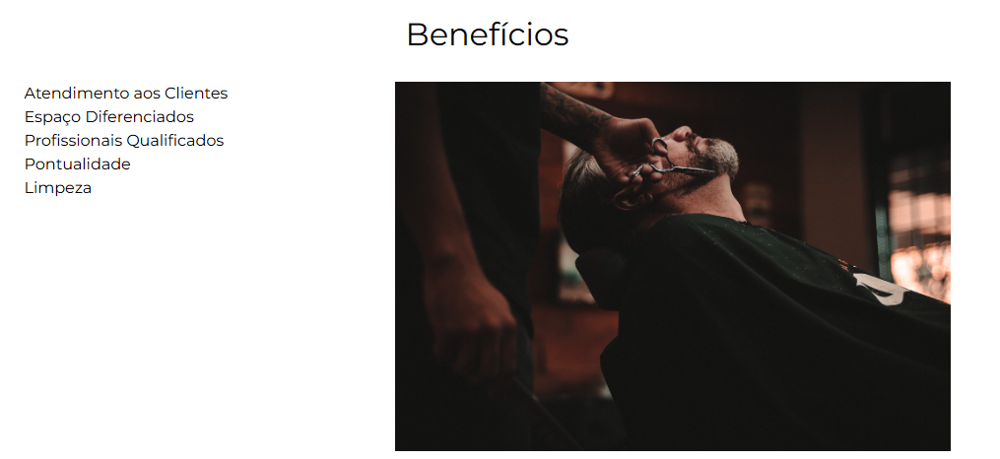 Benefícios
Atendimento aos Clientes
Espaço Diferenciados
Profissionais Qualificados
Pontualidade
Limpeza